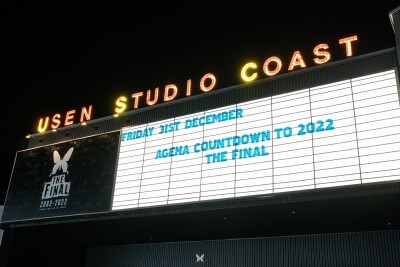 USEN STUDIO COAST
FRIDAY 31ST DECEMBER
AGEHA COUNTDOWN TO 2022
THE FINAL
THE
FINAL
2002-2022